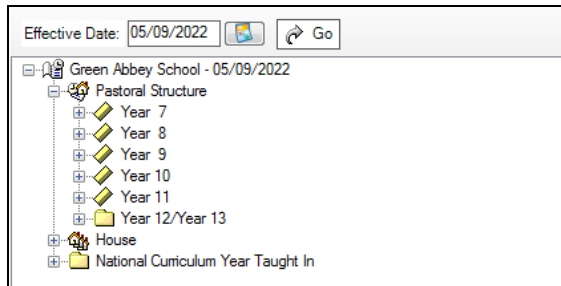 Effective Date: 05/09/2022 Go
Green Abbey School - 05/09/2022
Pastoral Structure
Year 7
Year 8
Year 9
Year 10
Year 11
Year 12/Year 13
House
National Curriculum Year Taught In